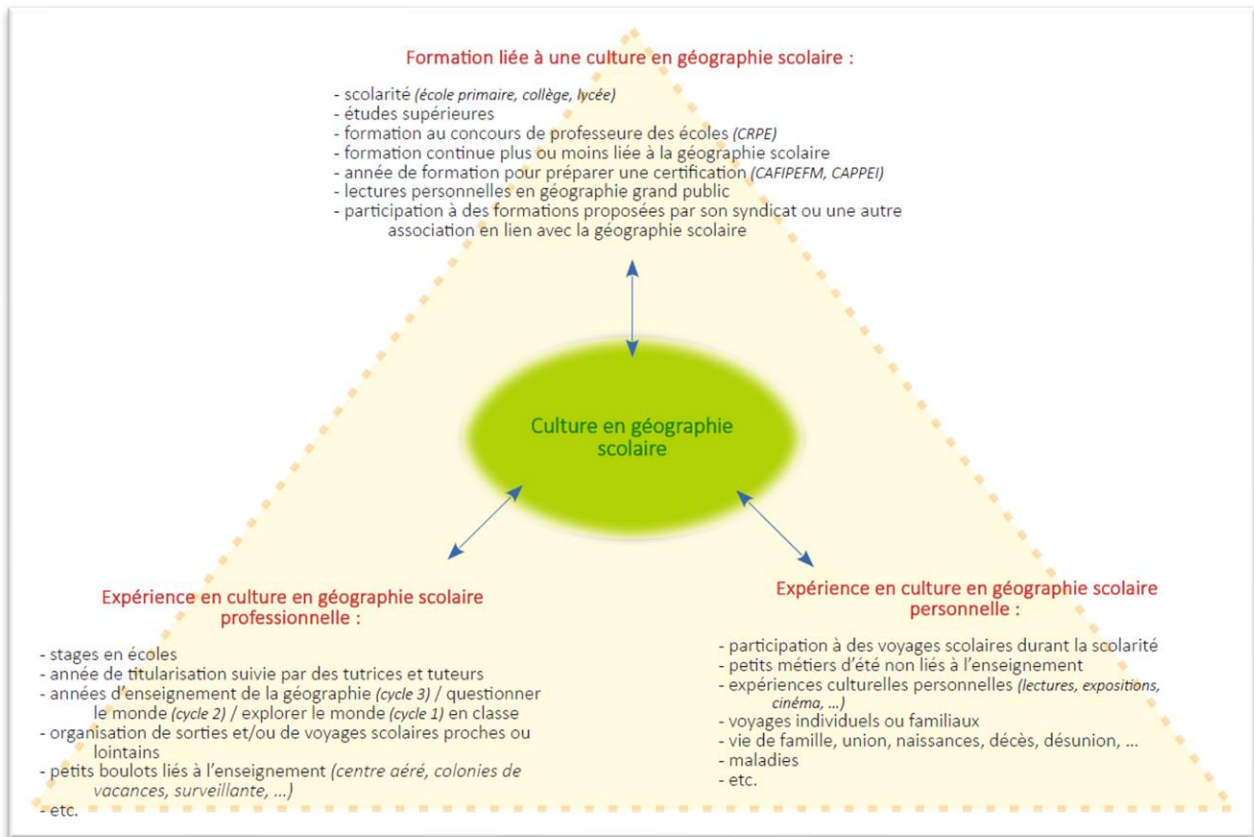 Formation liée à une culture en géographie scolaire :
- scolarité (école primaire, collège, lycée)
- études supérieures
- formation au concours de professeure des écoles (CRPE)
- formation continue plus ou moins liée à la géographie scolaire
- année de formation pour préparer une certification (CAFIPEFM, CAPPEI)
- lectures personnelles en géographie grand public
- participation à des formations proposées par son syndicat ou une autre
association en lien avec la géographie scolaire
Culture en géographie
scolaire
Expérience en culture en géographie scolaire
professionnelle :
- stages en écoles
- année de titularisation suivie par des tutrices et tuteurs
- années d'enseignement de la géographie (cycle 3) / questionner
le monde (cycle 2) / explorer le monde (cycle 1) en classe
- organisation de sorties et/ou de voyages scolaires proches ou
lointains
- petits boulots liés à l'enseignement (centre aéré, colonies de
vacances, surveillante, ...)
- etc.
Expérience en culture en géographie scolaire
personnelle :
- participation à des voyages scolaires durant la scolarité
- petits métiers d'été non liés à l'enseignement
- expériences culturelles personnelles (lectures, expositions,
cinéma, ...)
- voyages individuels ou familiaux
- vie de famille, union, naissances, décès, désunion, ...
- maladies
- etc.